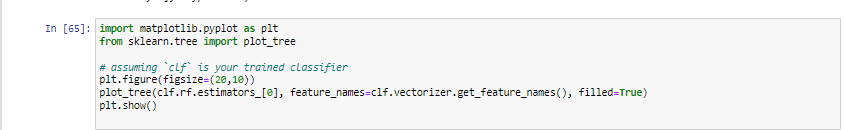 In [65]: import matplotlib.pyplot as plt
from sklearn.tree import plot_tree
# assuming `clf` is your trained classifier
plt.figure(figsize=(20,10))
plot_tree(clf.rf.estimators_[0], feature_names=clf.vectorizer.get_feature_names(), filled=True)
plt.show()